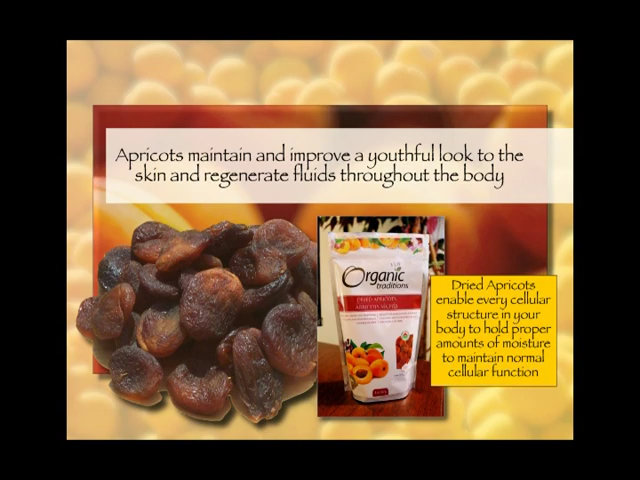 Apricots maintain and improve a youthful look to the
skin and regenerate fluids throughout the body
Organic
traditions
DRIED APRICOTS
Dried Apricots
enable every cellular
structure in your
body to hold proper
amounts of moisture
to maintain normal
cellular function